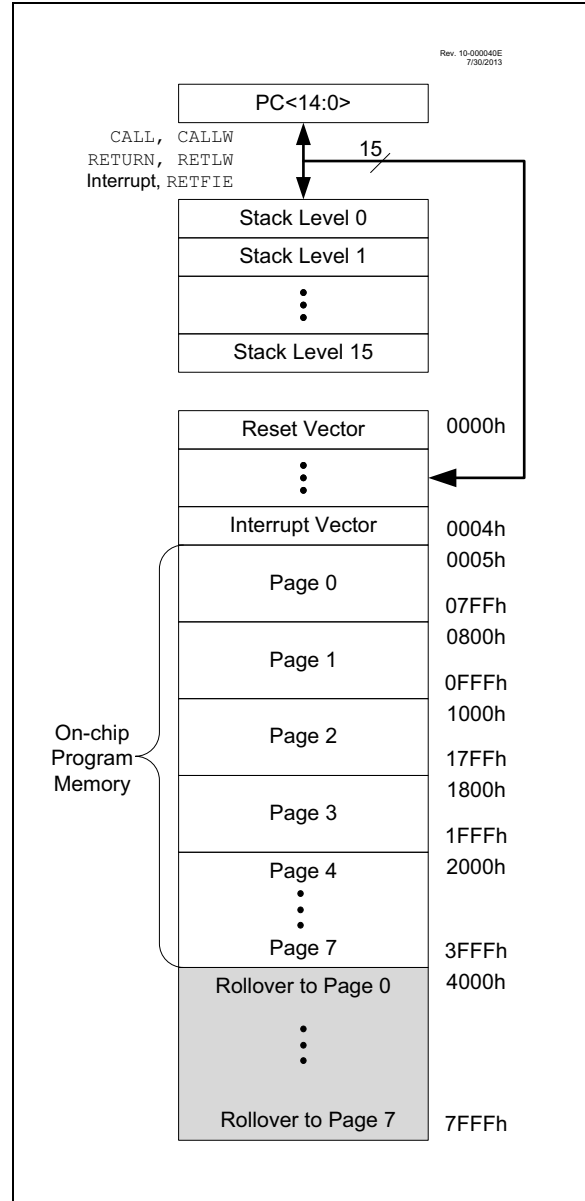 Rev. 10-000040E
7/30/2013
PC<14:0>
CALL, CALLW
RETURN, RETLW
Interrupt, RETFIE
15
Stack Level 0
Stack Level 1
Stack Level 15
Reset Vector
0000h
Interrupt Vector
0004h
0005h
Page 0
07FFh
0800h
Page 1
0FFFh
1000h
On-chip
Program
Memory
Page 2
17FFh
1800h
Page 3
1FFFh
2000h
Page 4
Page 7
3FFFh
Rollover to Page 0
4000h
Rollover to Page 7
7FFFh